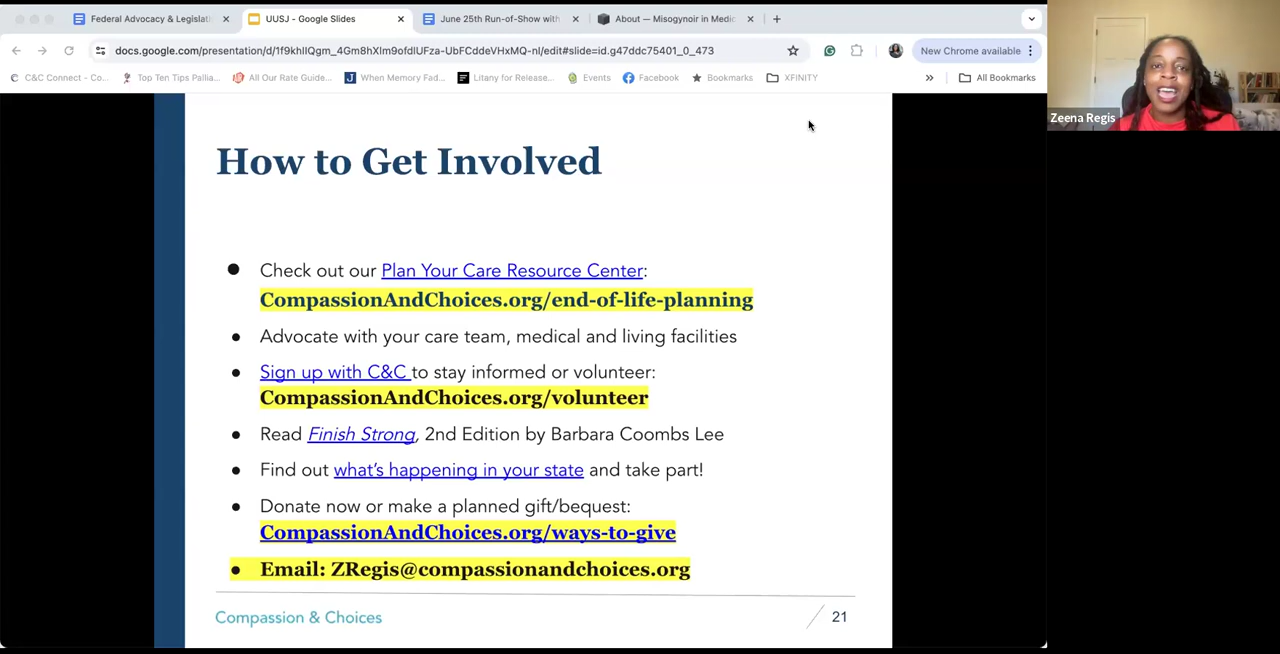 Federal Advocacy & Legislati
UUSJ - Google Slides
June 25th Run-of-Show with
About — Misogynoir in Medic
docs.google.com/presentation/d/1f9khlIQgm_4Gm8hXlm9ofdIUFza-UbFCddeVHxMQ-nI/edit#slide=id.g47ddc75401_0_473
New Chrome available
C&C Connect - Co...
Top Ten Tips Pallia...
All Our Rate Guide...
When Memory Fad...
Litany for Release...
Events
Facebook
Bookmarks
XFINITY
»
All Bookmarks
Zeena Regis
How to Get Involved
● Check out our Plan Your Care Resource Center:
CompassionAndChoices.org/end-of-life-planning
● Advocate with your care team, medical and living facilities
● Sign up with C&C to stay informed or volunteer:
CompassionAndChoices.org/volunteer
● Read Finish Strong, 2nd Edition by Barbara Coombs Lee
● Find out what's happening in your state and take part!
● Donate now or make a planned gift/bequest:
CompassionAndChoices.org/ways-to-give
● Email: ZRegis@compassionandchoices.org
Compassion & Choices
21